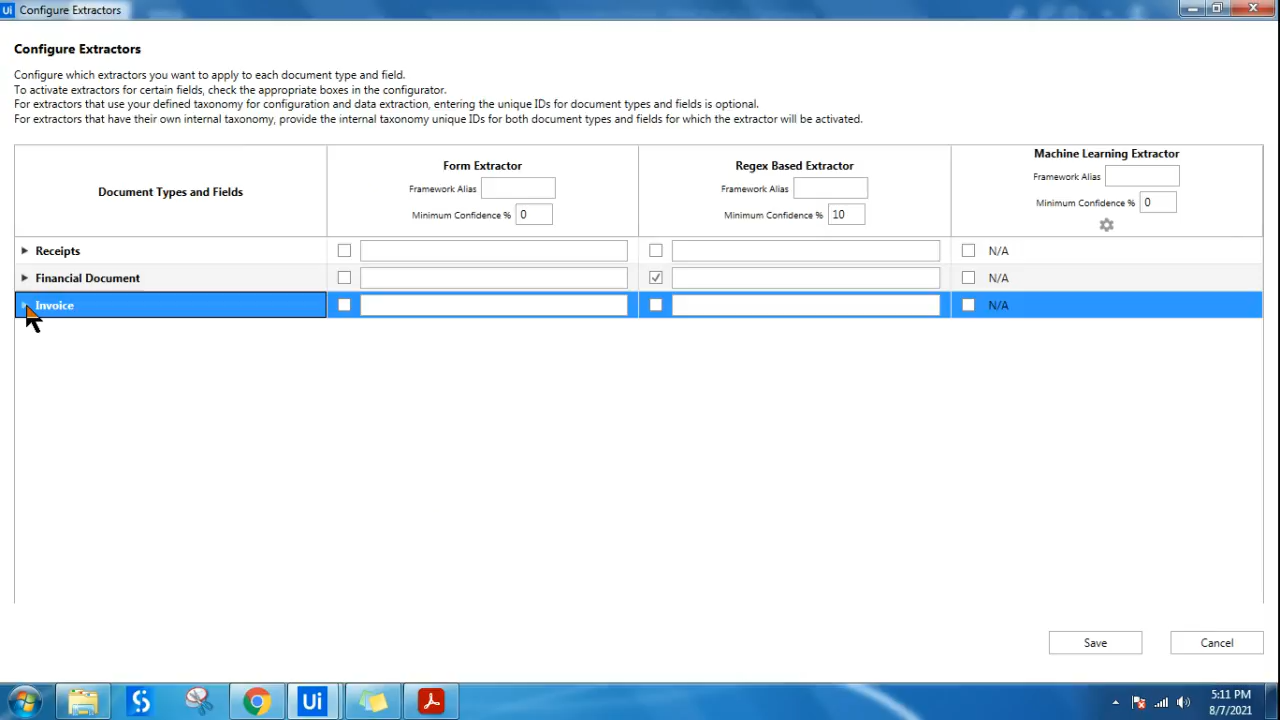 Ui Configure Extractors
Configure Extractors
Configure which extractors you want to apply to each document type and field.
To activate extractors for certain fields, check the appropriate boxes in the configurator.
For extractors that use your defined taxonomy for configuration and data extraction, entering the unique IDs for document types and fields is optional.
For extractors that have their own internal taxonomy, provide the internal taxonomy unique IDs for both document types and fields for which the extractor will be activated.
Document Types and Fields
Form Extractor
Framework Alias
Minimum Confidence % 0
Regex Based Extractor
Framework Alias
Minimum Confidence % 10
Machine Learning Extractor
Framework Alias
Minimum Confidence % 0
Receipts N/A
Financial Document N/A
Invoice N/A
Save Cancel
Ui
5:11 PM
8/7/2021